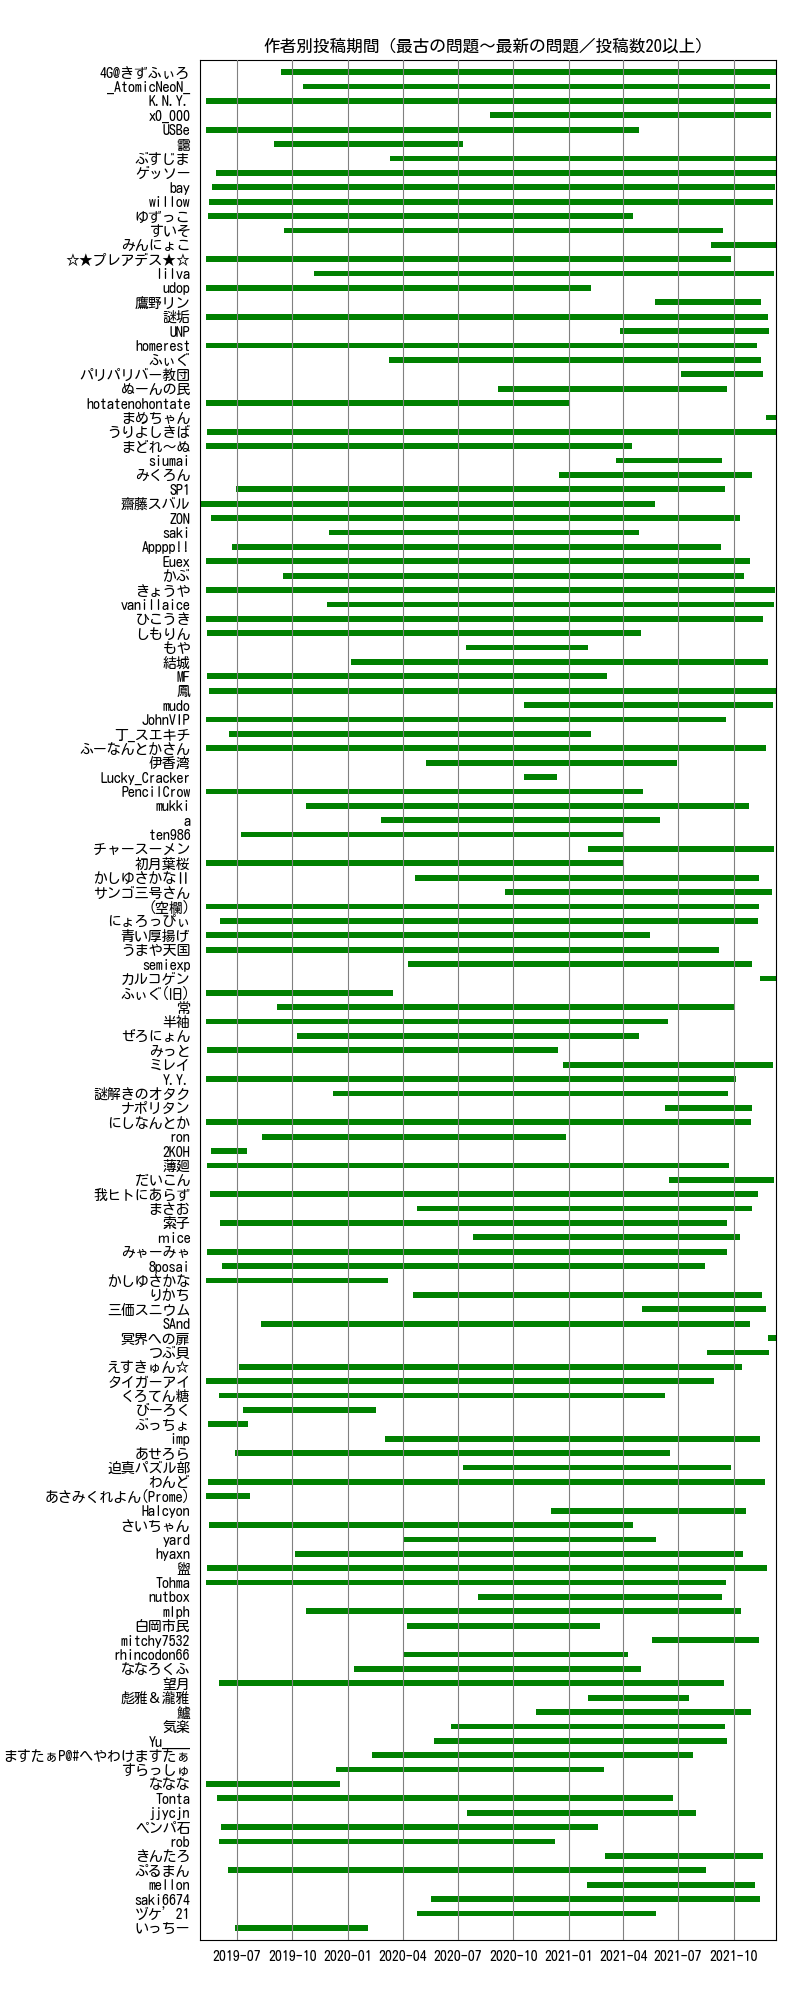 作者別投稿期間（最古の問題～最新の問題／投稿数20以上）
4G@きずふぃろ
_AtomicNeoN_
K.N.Y.
x0_000
USBe
靄
ぶすじま
ゲッソー
bay
willow
ゆずっこ
すいそ
みんにょこ
☆★プレアデス★☆
lilva
udop
鷹野リン
謎垢
UNP
homerest
ふぃぐ
パリパリバー教団
ぬーんの民
hotatenohontate
まめちゃん
うりよしきば
まどれ～ぬ
siumai
みくろん
SP1
齋藤スバル
ZON
saki
Appppll
Euex
かぶ
きょうや
vanillaice
ひこうき
しもりん
もや
結城
MF
鳳
mudo
JohnVIP
丁_スエキチ
ふーなんとかさん
伊香湾
Lucky_Cracker
PencilCrow
mukki
a
ten986
チャースーメン
初月葉桜
かしゆさかなII
サンゴ三号さん
(空欄)
にょろっぴぃ
青い厚揚げ
うまや天国
semiexp
カルコゲン
ふぃぐ(旧)
常
半袖
ぜろにょん
みっと
ミレイ
Y.Y.
謎解きのオタク
ナポリタン
にしなんとか
ron
2KOH
薄廻
だいこん
我ヒトにあらず
まさお
索子
mice
みゃーみゃ
8posai
かしゆさかな
りかち
三価スニウム
SAnd
冥界への扉
つぶ貝
えすきゅん☆
タイガーアイ
くろてん糖
びーろく
ぶっちょ
imp
あせろら
迫真パズル部
わんど
あさみくれよん(Prome)
Halcyon
さいちゃん
yard
hyaxn
盥
Tohma
nutbox
mlph
白岡市民
mitchy7532
rhincodon66
ななろくふ
望月
彪雅＆瀧雅
鱸
気楽
Yu____
ますたぁP@#へやわけますたぁ
すらっしゅ
ななな
Tonta
jjycjn
ペンパ石
rob
きんたろ
ぷるまん
mellon
saki6674
ヅケ’21
いっちー
2019-07 2019-10 2020-01 2020-04 2020-07 2020-10 2021-01 2021-04 2021-07 2021-10